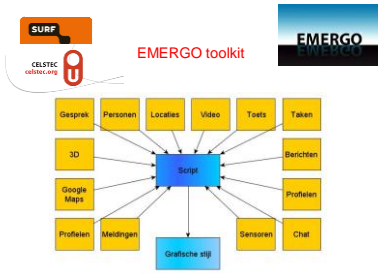 SURF
CELSTEC
celstec.org
EMERGO toolkit
EMERGO
EMERGO
Gesprek
Personen
Locaties
Video
Toets
Taken
3D
Script
Berichten
Google
Maps
Profielen
Profielen
Meldingen
Sensoren
Chat
Grafische stijl